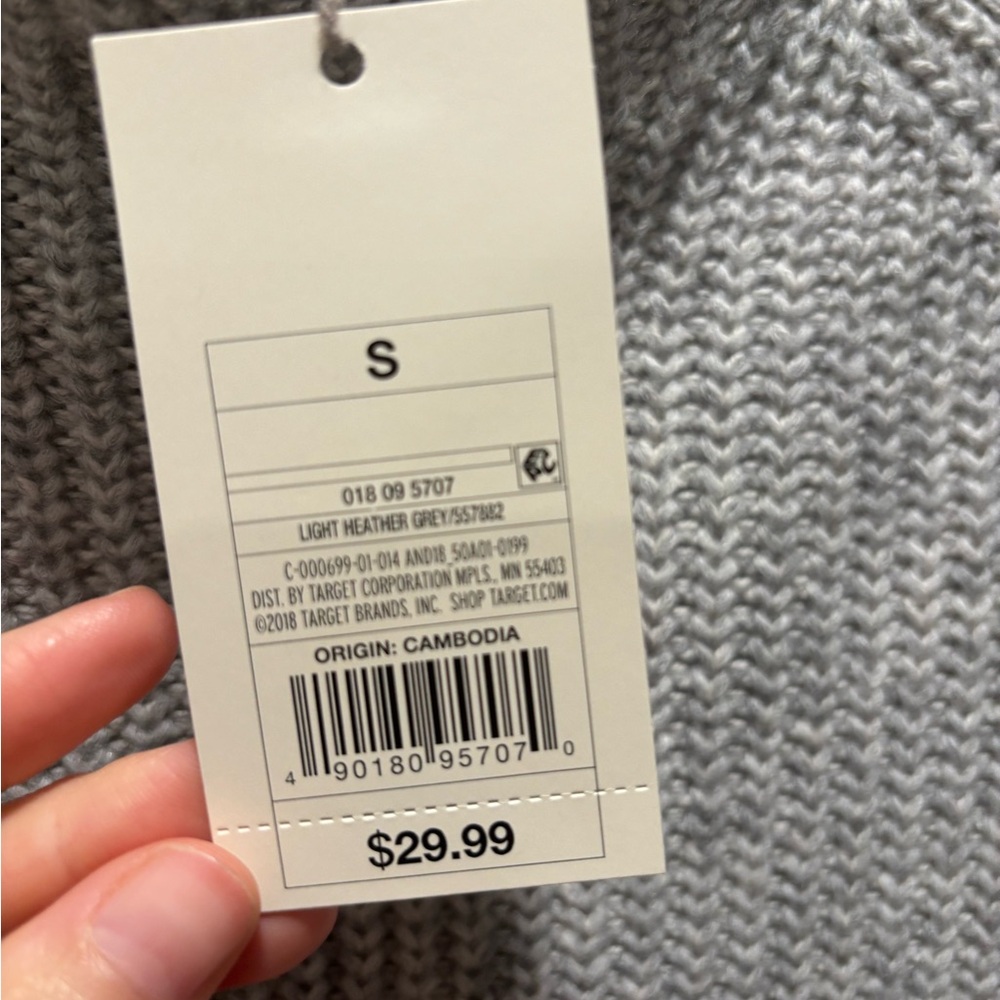 S
018 09 5707
LIGHT HEATHER GREY/557882
C-000699-01-014 AND18_50A01-0199
DIST. BY TARGET CORPORATION MPLS., MN 55403
©2018 TARGET BRANDS, INC. SHOP TARGET.COM
ORIGIN: CAMBODIA
4 90180 95707 0
$29.99